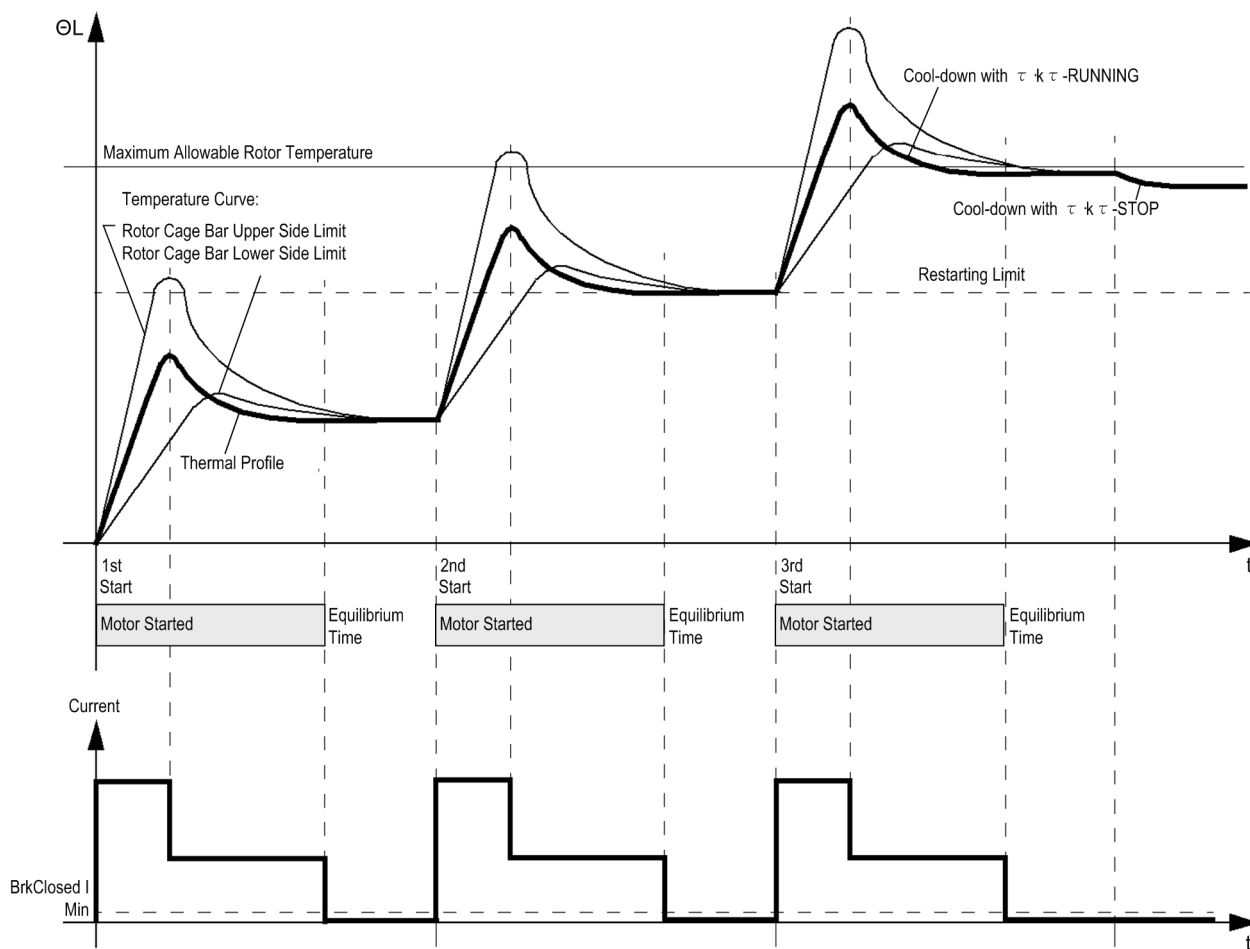 ΘL
Cool-down with τ ·k τ -RUNNING
Maximum Allowable Rotor Temperature
Temperature Curve:
Rotor Cage Bar Upper Side Limit
Rotor Cage Bar Lower Side Limit
Cool-down with τ ·k τ -STOP
Restarting Limit
Thermal Profile
t
1st
Start
2nd
Start
3rd
Start
Motor Started
Equilibrium
Time
Motor Started
Equilibrium
Time
Motor Started
Equilibrium
Time
Current
BrkClosed I
Min
t